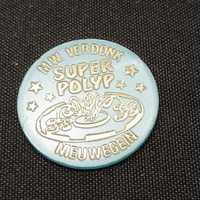 M.W. VERDONK
SUPER
POLYP
NIEUWEGEIN